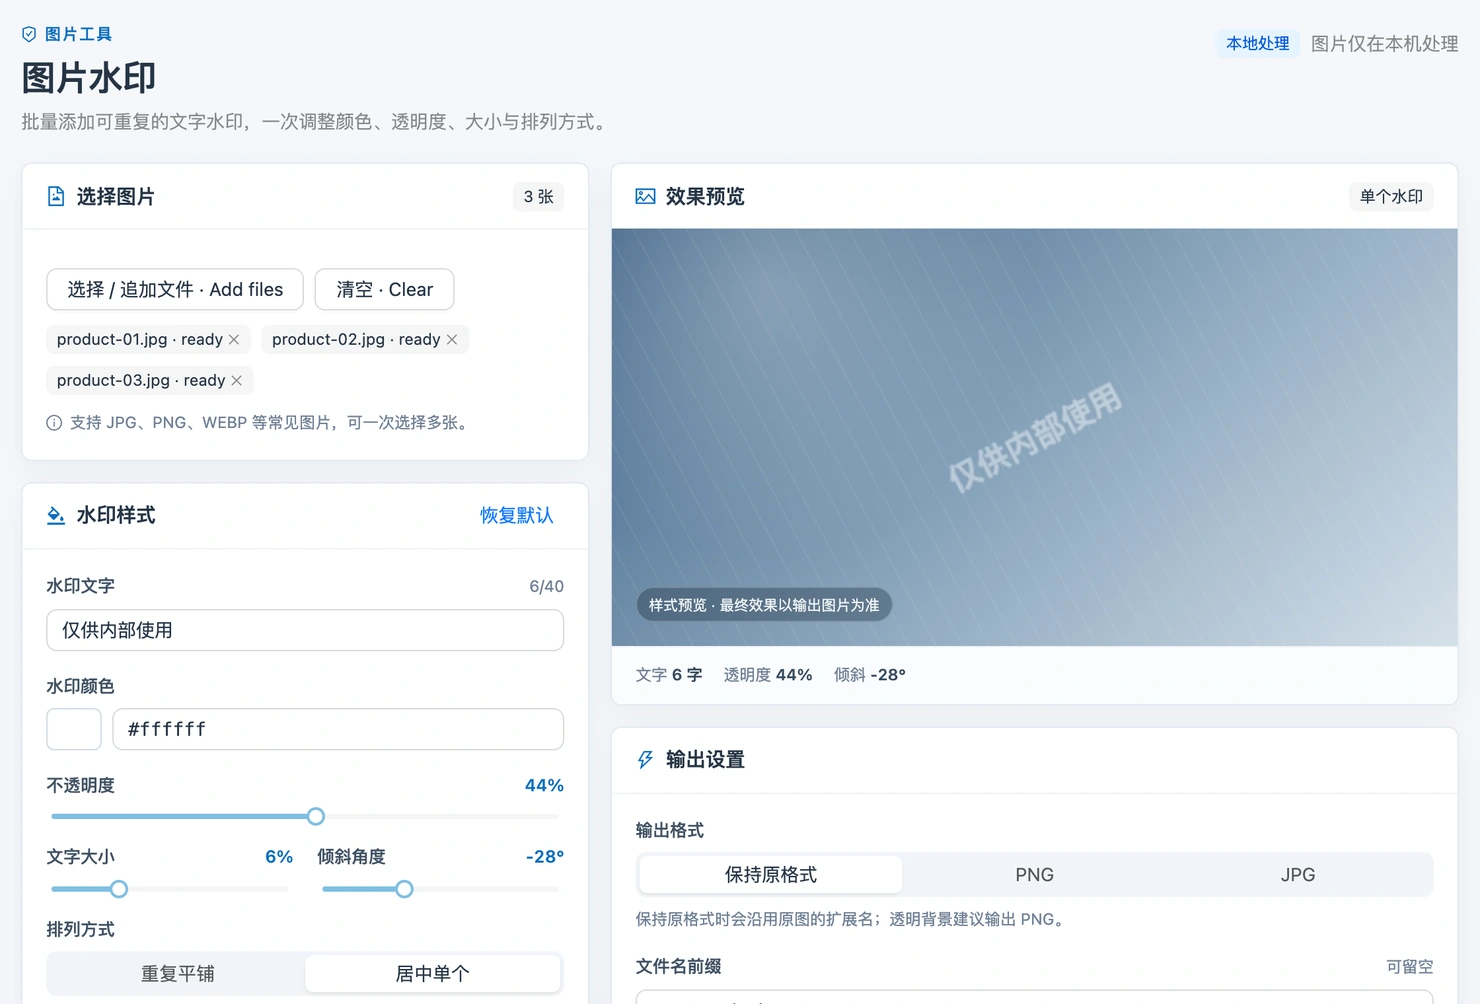 图片工具
图片水印
批量添加可重复的文字水印，一次调整颜色、透明度、大小与排列方式。
本地处理 图片仅在本机处理
选择图片
3 张
选择 / 追加文件 · Add files
清空 · Clear
product-01.jpg · ready
product-02.jpg · ready
product-03.jpg · ready
支持 JPG、PNG、WEBP 等常见图片，可一次选择多张。
水印样式
恢复默认
水印文字
6/40
仅供内部使用
水印颜色
#ffffff
不透明度
44%
文字大小
6%
倾斜角度
-28°
排列方式
重复平铺
居中单个
效果预览
单个水印
仅供内部使用
样式预览 · 最终效果以输出图片为准
文字 6 字 透明度 44% 倾斜 -28°
输出设置
输出格式
保持原格式
PNG
JPG
保持原格式时会沿用原图的扩展名；透明背景建议输出 PNG。
文件名前缀
可留空